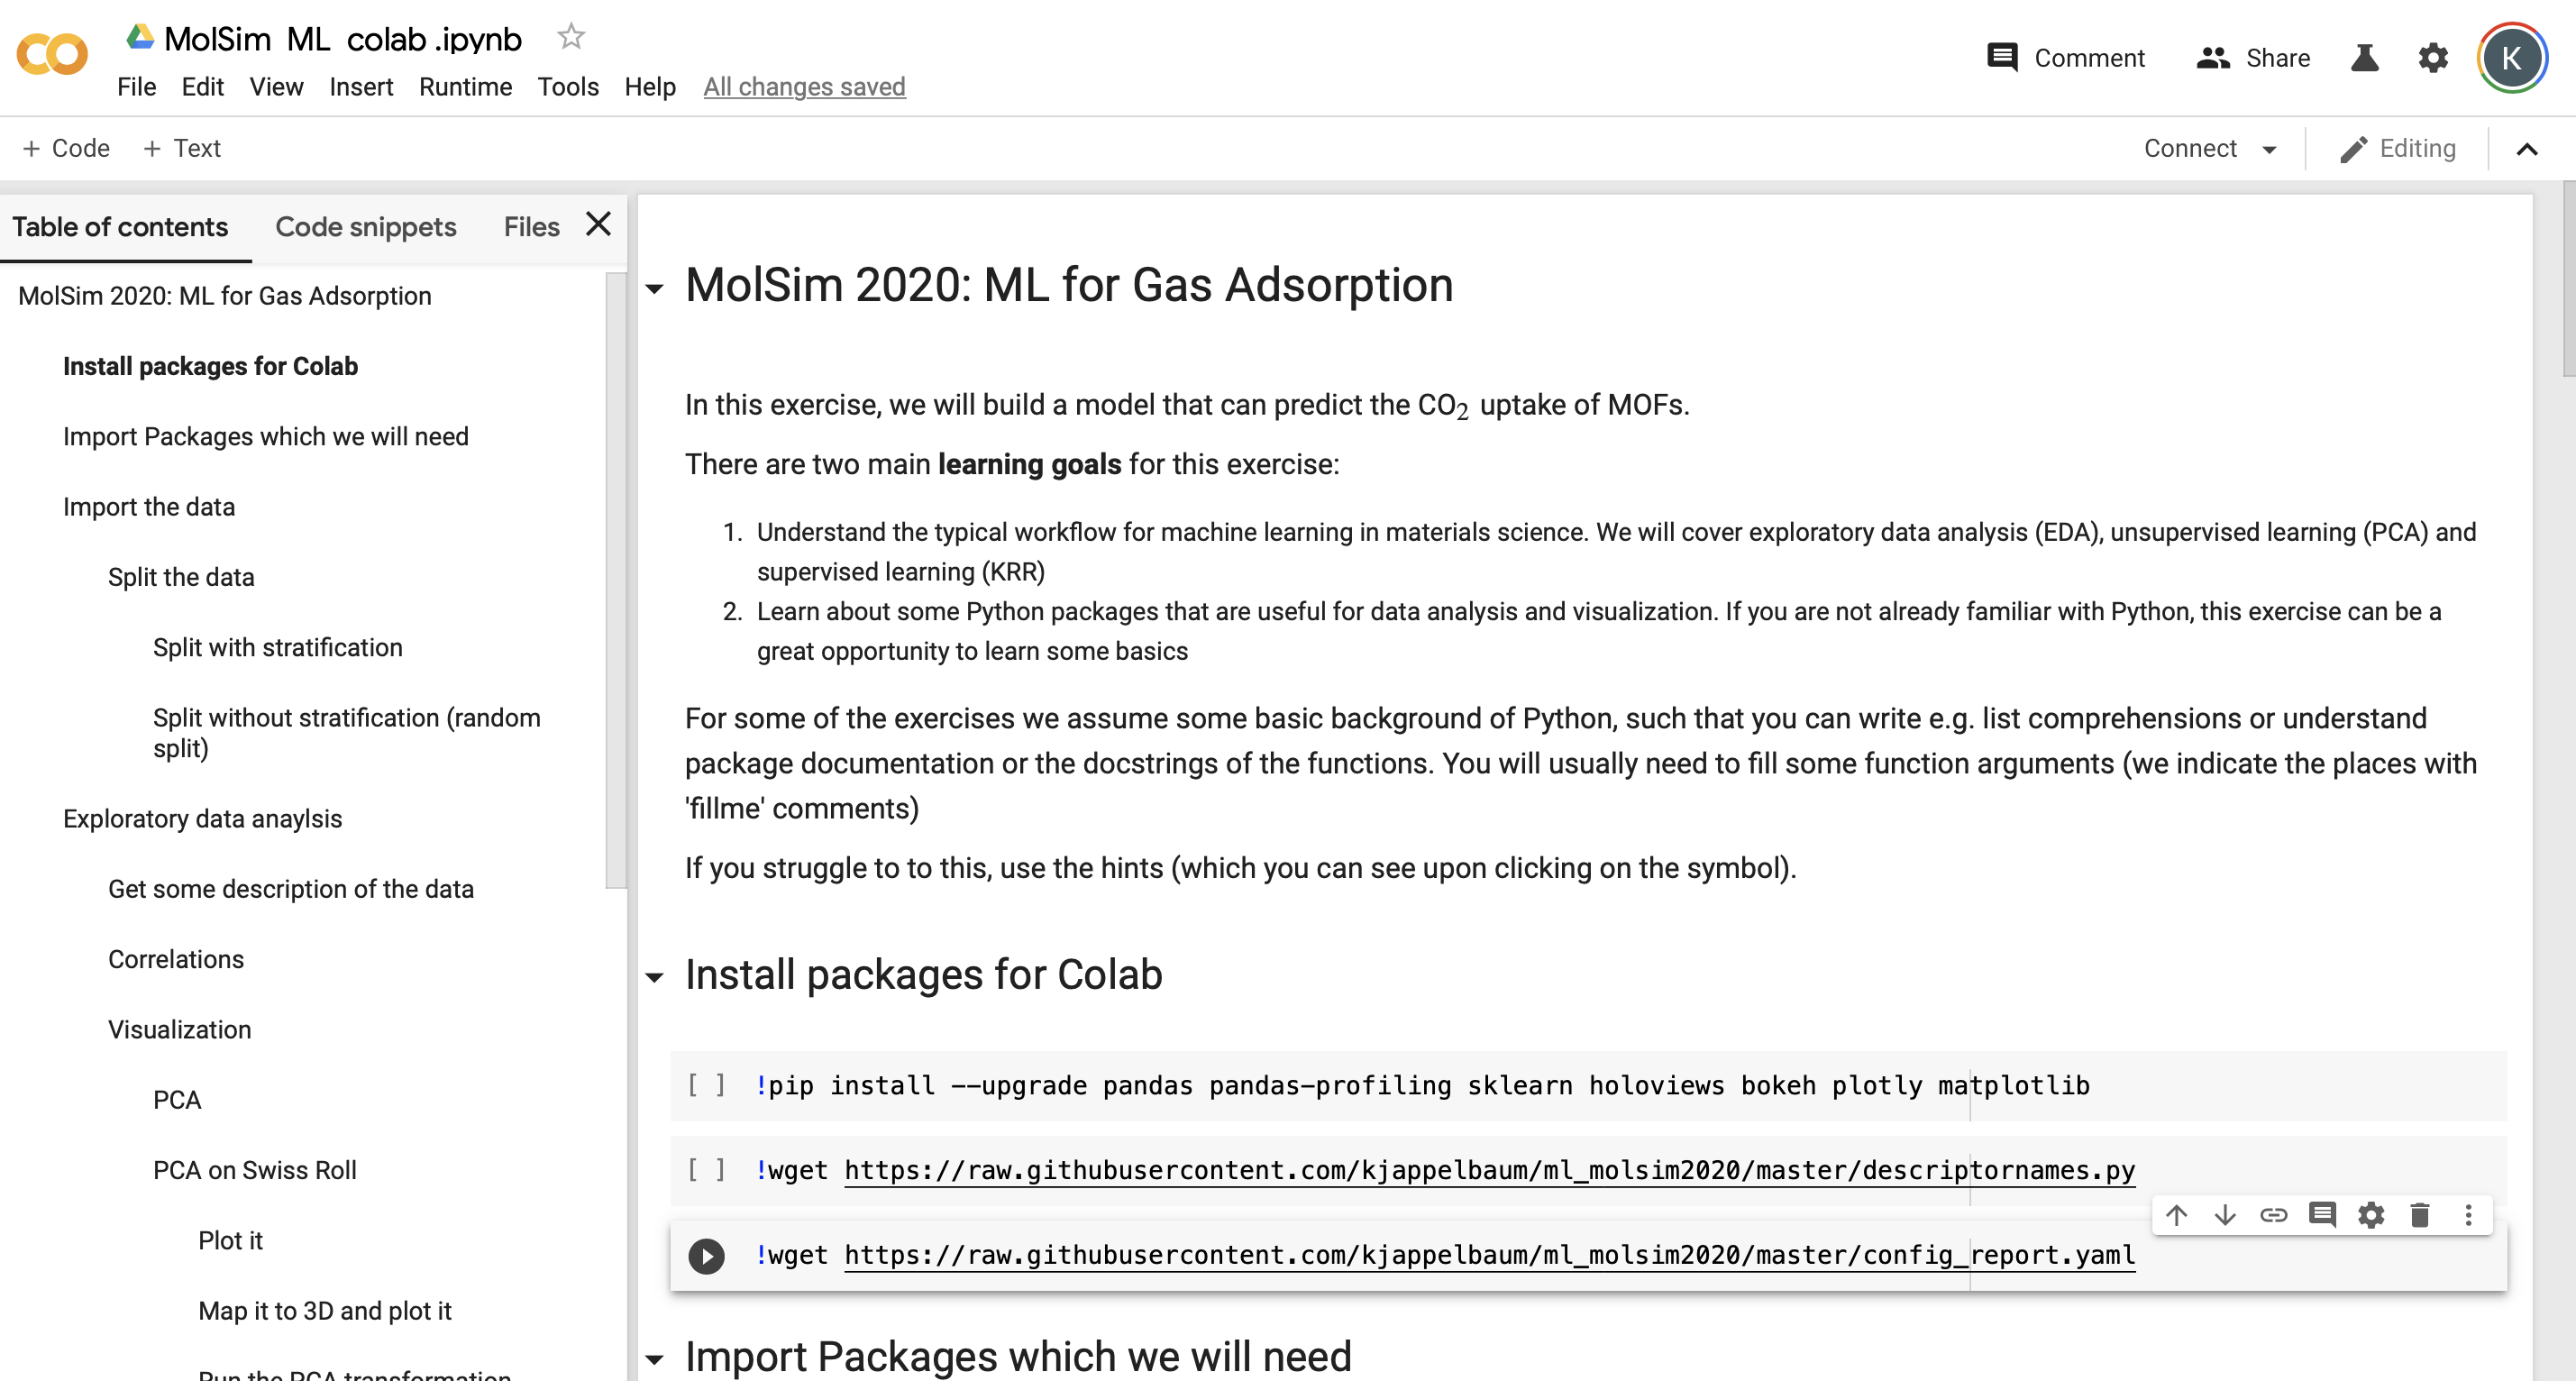 MolSim ML colab .ipynb
File Edit View Insert Runtime Tools Help All changes saved
Comment Share K
+ Code + Text
Connect Editing
Table of contents Code snippets Files
MolSim 2020: ML for Gas Adsorption
Install packages for Colab
Import Packages which we will need
Import the data
Split the data
Split with stratification
Split without stratification (random
split)
Exploratory data anaylsis
Get some description of the data
Correlations
Visualization
PCA
PCA on Swiss Roll
Plot it
Map it to 3D and plot it
Run the PCA transformation
MolSim 2020: ML for Gas Adsorption
In this exercise, we will build a model that can predict the CO₂ uptake of MOFs.
There are two main learning goals for this exercise:
1. Understand the typical workflow for machine learning in materials science. We will cover exploratory data analysis (EDA), unsupervised learning (PCA) and
supervised learning (KRR)
2. Learn about some Python packages that are useful for data analysis and visualization. If you are not already familiar with Python, this exercise can be a
great opportunity to learn some basics
For some of the exercises we assume some basic background of Python, such that you can write e.g. list comprehensions or understand
package documentation or the docstrings of the functions. You will usually need to fill some function arguments (we indicate the places with
'fillme' comments)
If you struggle to to this, use the hints (which you can see upon clicking on the symbol).
Install packages for Colab
[ ] !pip install --upgrade pandas pandas-profiling sklearn holoviews bokeh plotly matplotlib
[ ] !wget https://raw.githubusercontent.com/kjappelbaum/ml_molsim2020/master/descriptornames.py
!wget https://raw.githubusercontent.com/kjappelbaum/ml_molsim2020/master/config_report.yaml
Import Packages which we will need